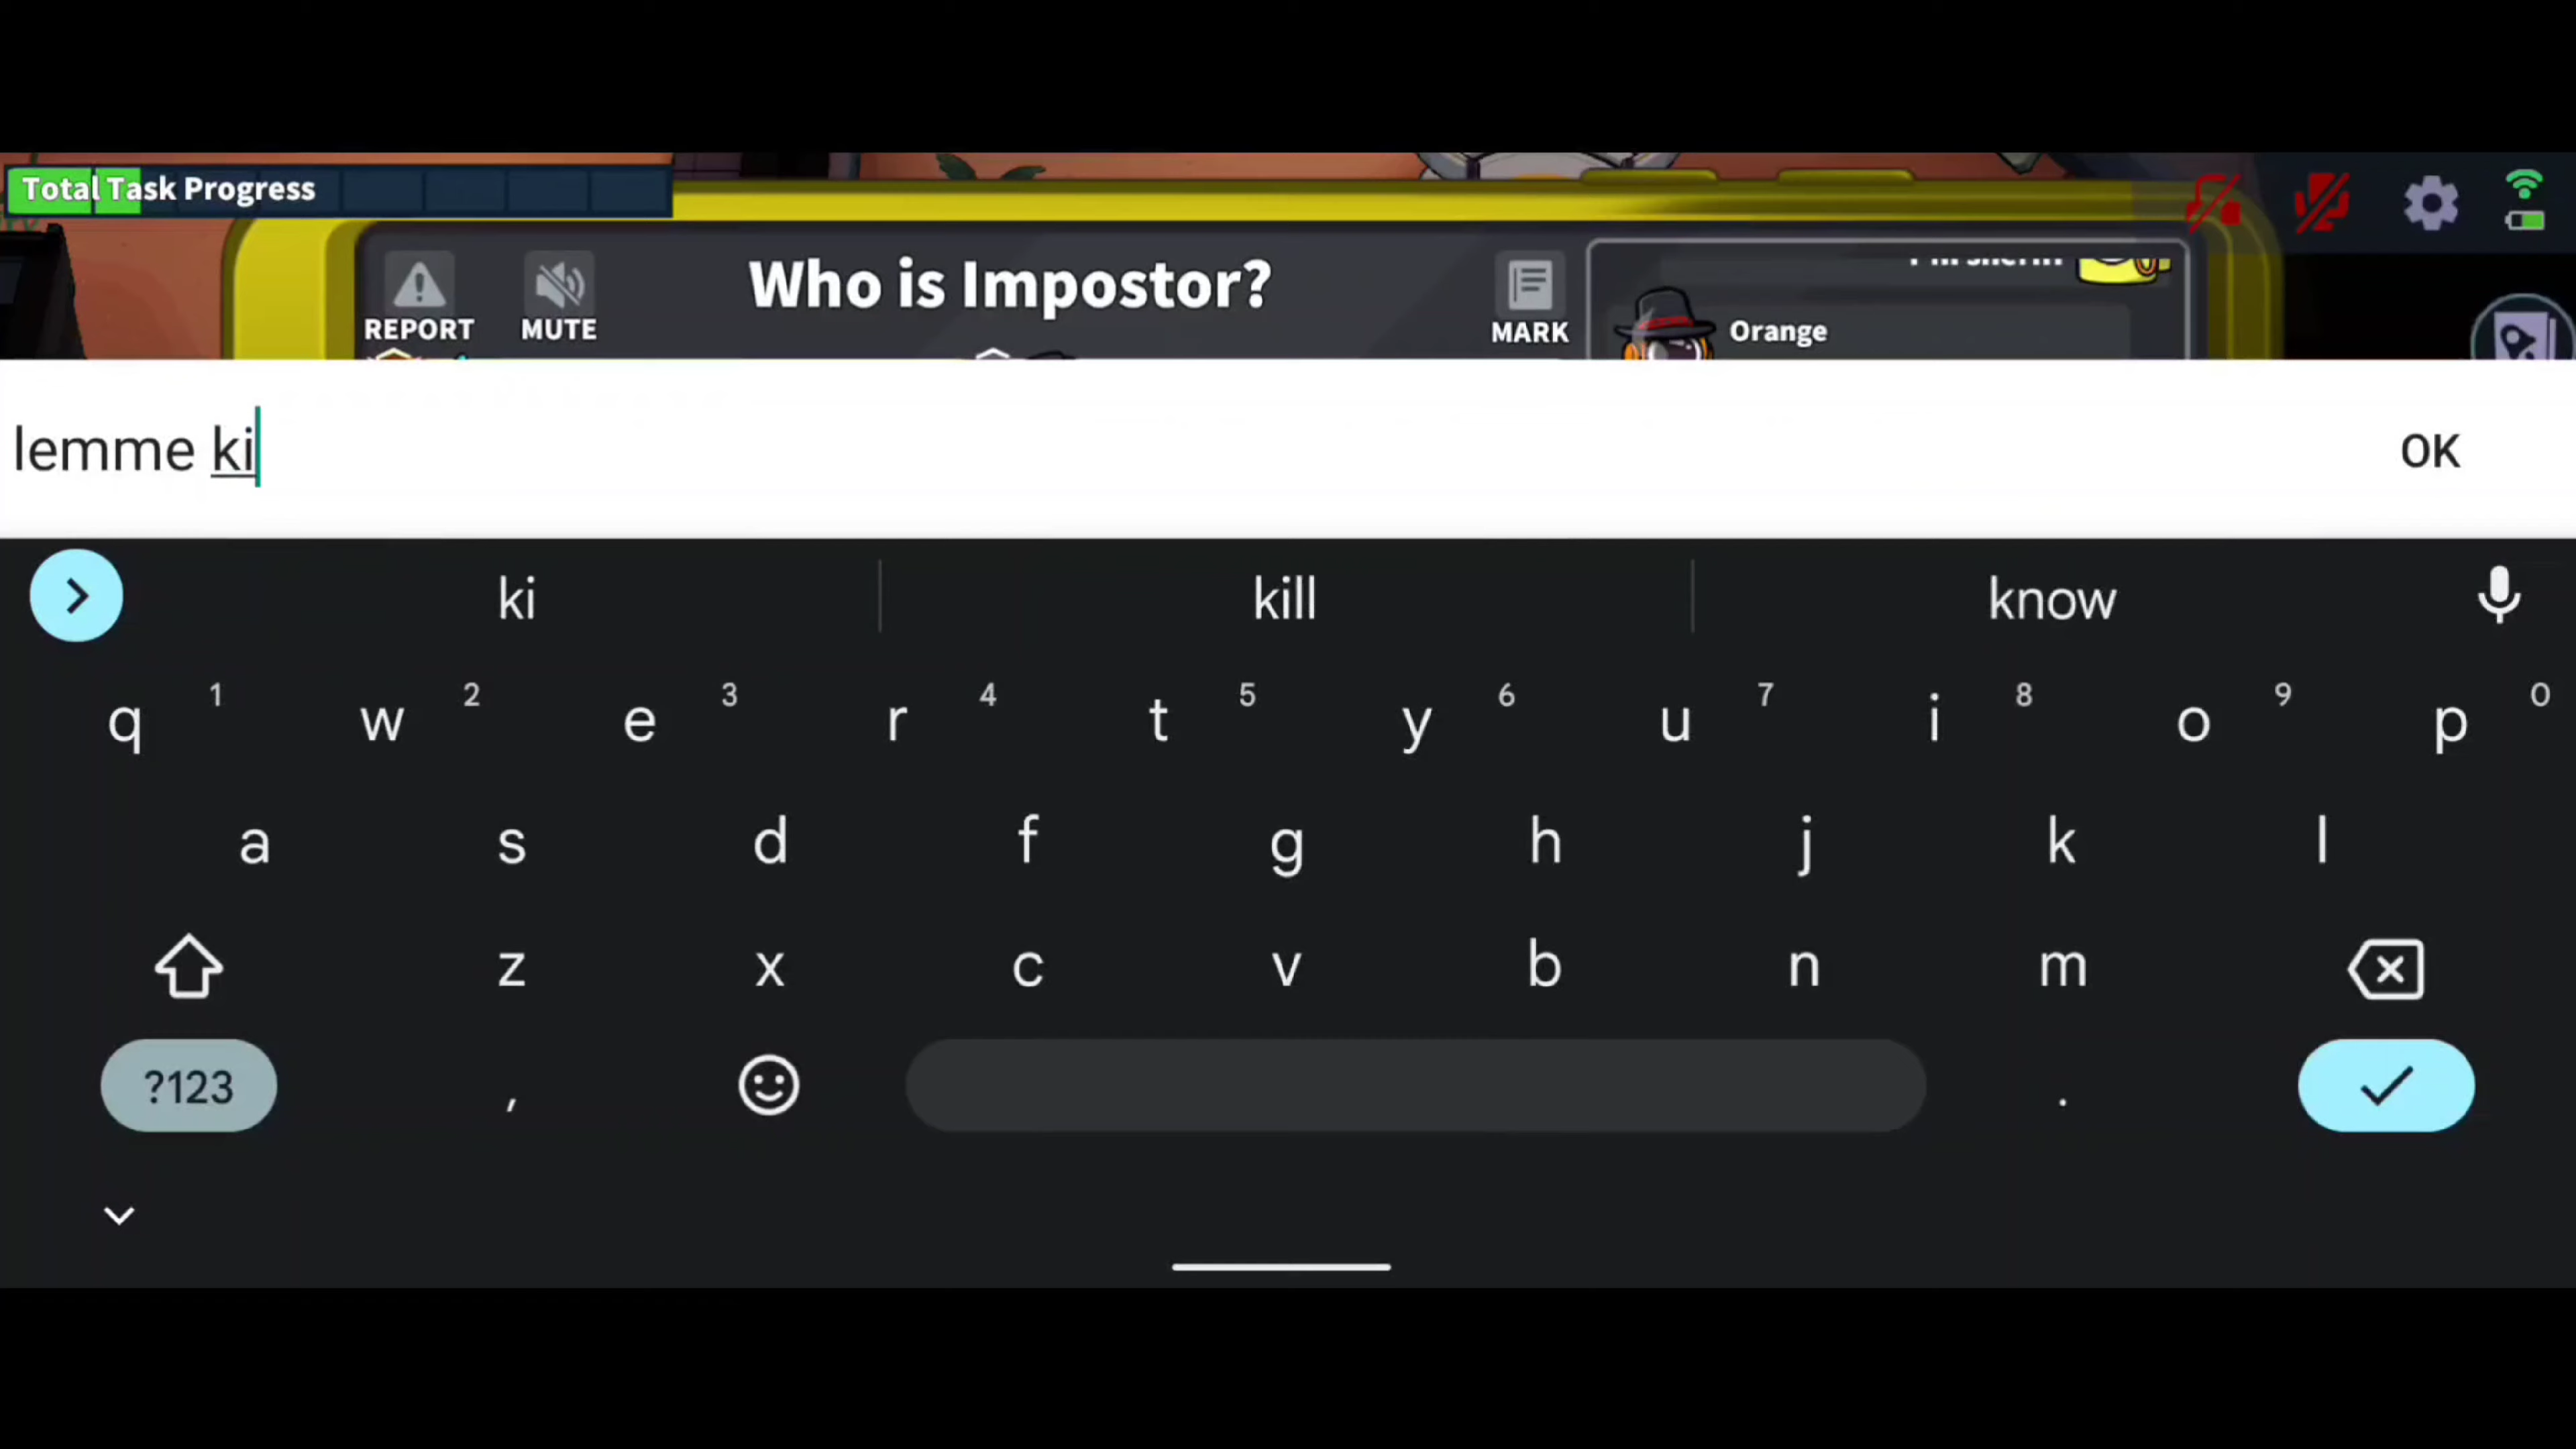 Total Task Progress
REPORT
MUTE
Who is Impostor?
MARK
Orange
lemme ki
OK
ki
kill
know
q 1 w 2 e 3 r 4 t 5 y 6 u 7 i 8 o 9 p 0
a s d f g h j k l
z x c v b n m
?123 , .